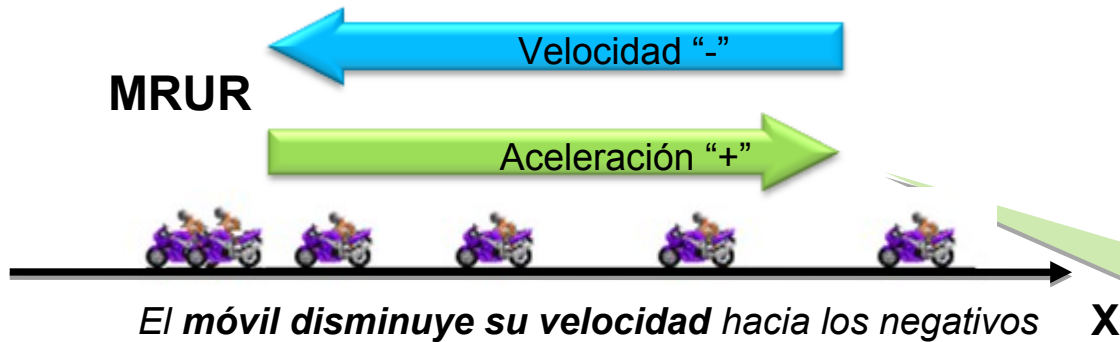 Velocidad “-”
MRUR
Aceleración “+”
El móvil disminuye su velocidad hacia los negativos X